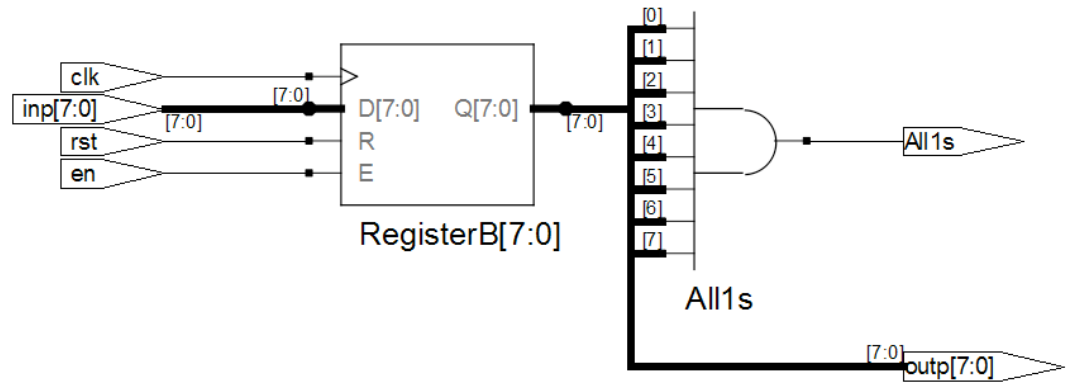 clk
inp[7:0]
rst
en
[7:0]
[7:0]
D[7:0]
R
E
Q[7:0]
RegisterB[7:0]
[7:0]
[0]
[1]
[2]
[3]
[4]
[5]
[6]
[7]
All1s
All1s
[7:0]
outp[7:0]